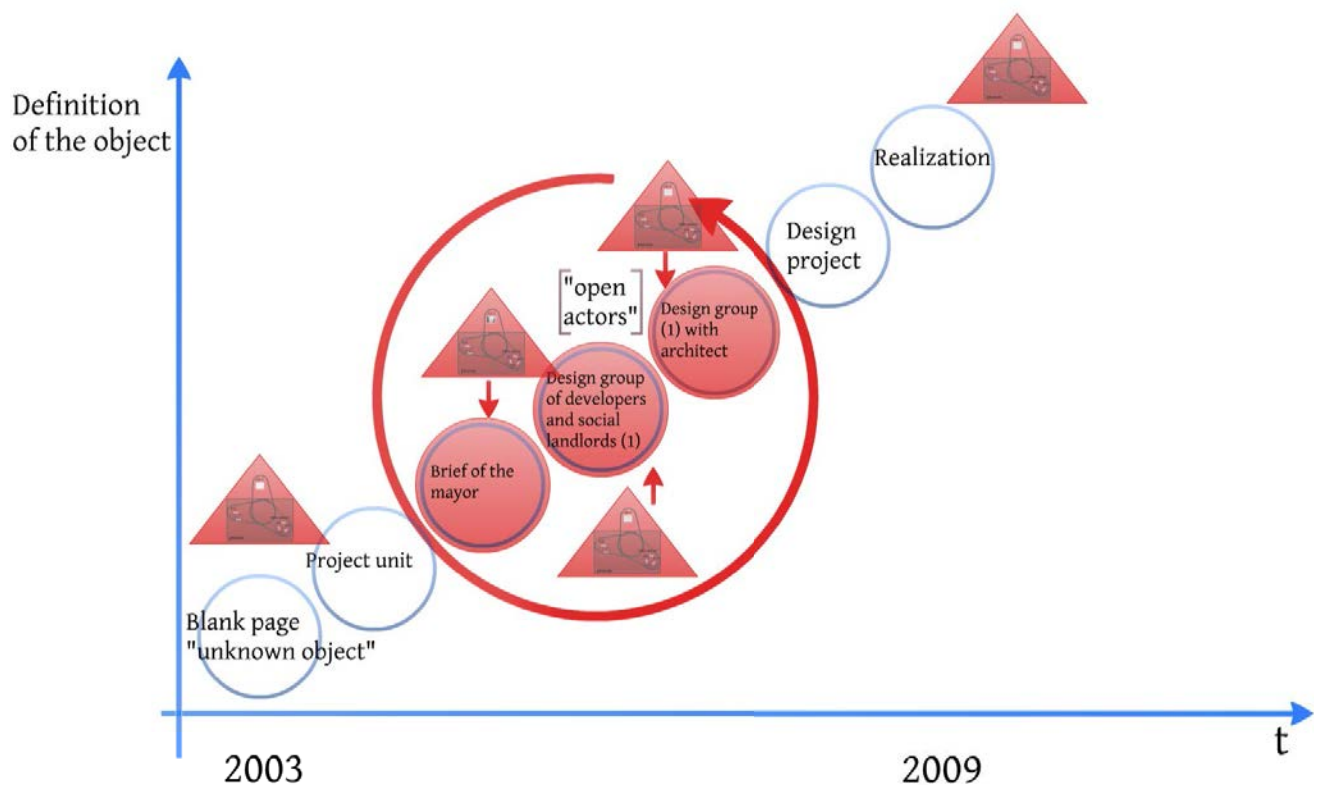 Definition
of the object
Realization
Design
project
"open
actors"
Design group
(1) with
architect
Design group
of developers
and social
landlords (1)
Brief of the
mayor
Project unit
Blank page
"unknown object"
t
2003
2009